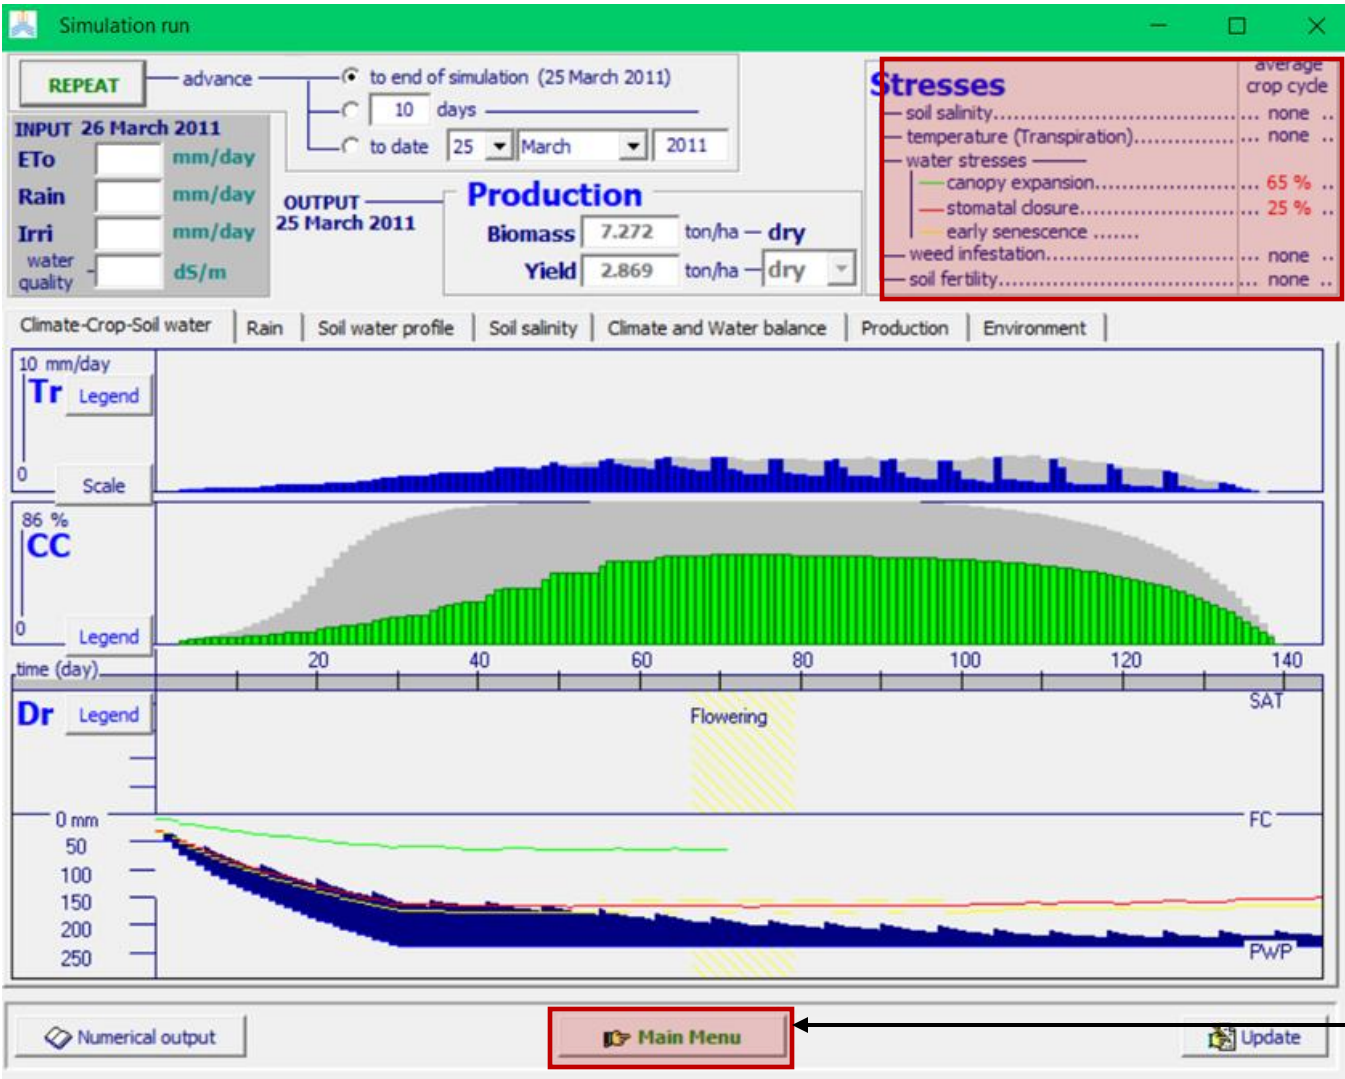 Simulation run
REPEAT
advance
to end of simulation (25 March 2011)
10 days
to date 25 March 2011
INPUT 26 March 2011
ETo mm/day
Rain mm/day
Irri mm/day
water quality - dS/m
OUTPUT
25 March 2011
Production
Biomass 7.272 ton/ha — dry
Yield 2.869 ton/ha — dry
Stresses
average
crop cycle
soil salinity........ none ..
temperature (Transpiration)........ none ..
water stresses
canopy expansion........ 65 % ..
stomatal closure........ 25 % ..
early senescence .......
weed infestation........ none ..
soil fertility........ none ..
Climate-Crop-Soil water Rain Soil water profile Soil salinity Climate and Water balance Production Environment
10 mm/day
Tr Legend
0
Scale
86 %
CC
0
Legend
time (day) 20 40 60 80 100 120 140
Dr Legend
Flowering
SAT
0 mm
FC
50
100
150
200
250
PWP
Numerical output
Main Menu
Update